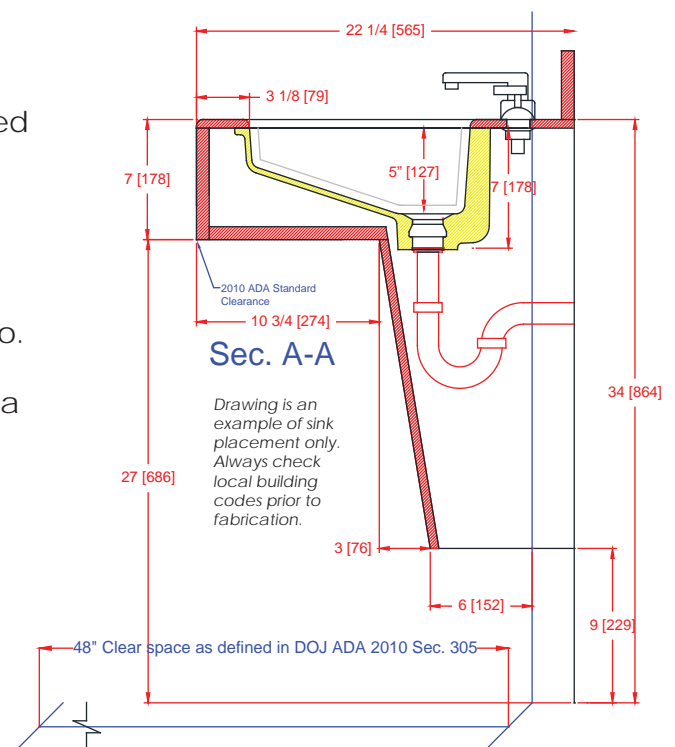 22 1/4 [565]
3 1/8 [79]
ed
7 [178]
5” [127]
7 [178]
2010 ADA Standard
Clearance
10 3/4 [274]
o.
Sec. A-A
34 [864]
a
Drawing is an
example of sink
placement only.
Always check
local building
codes prior to
fabrication.
27 [686]
3 [76]
6 [152]
9 [229]
48" Clear space as defined in DOJ ADA 2010 Sec. 305